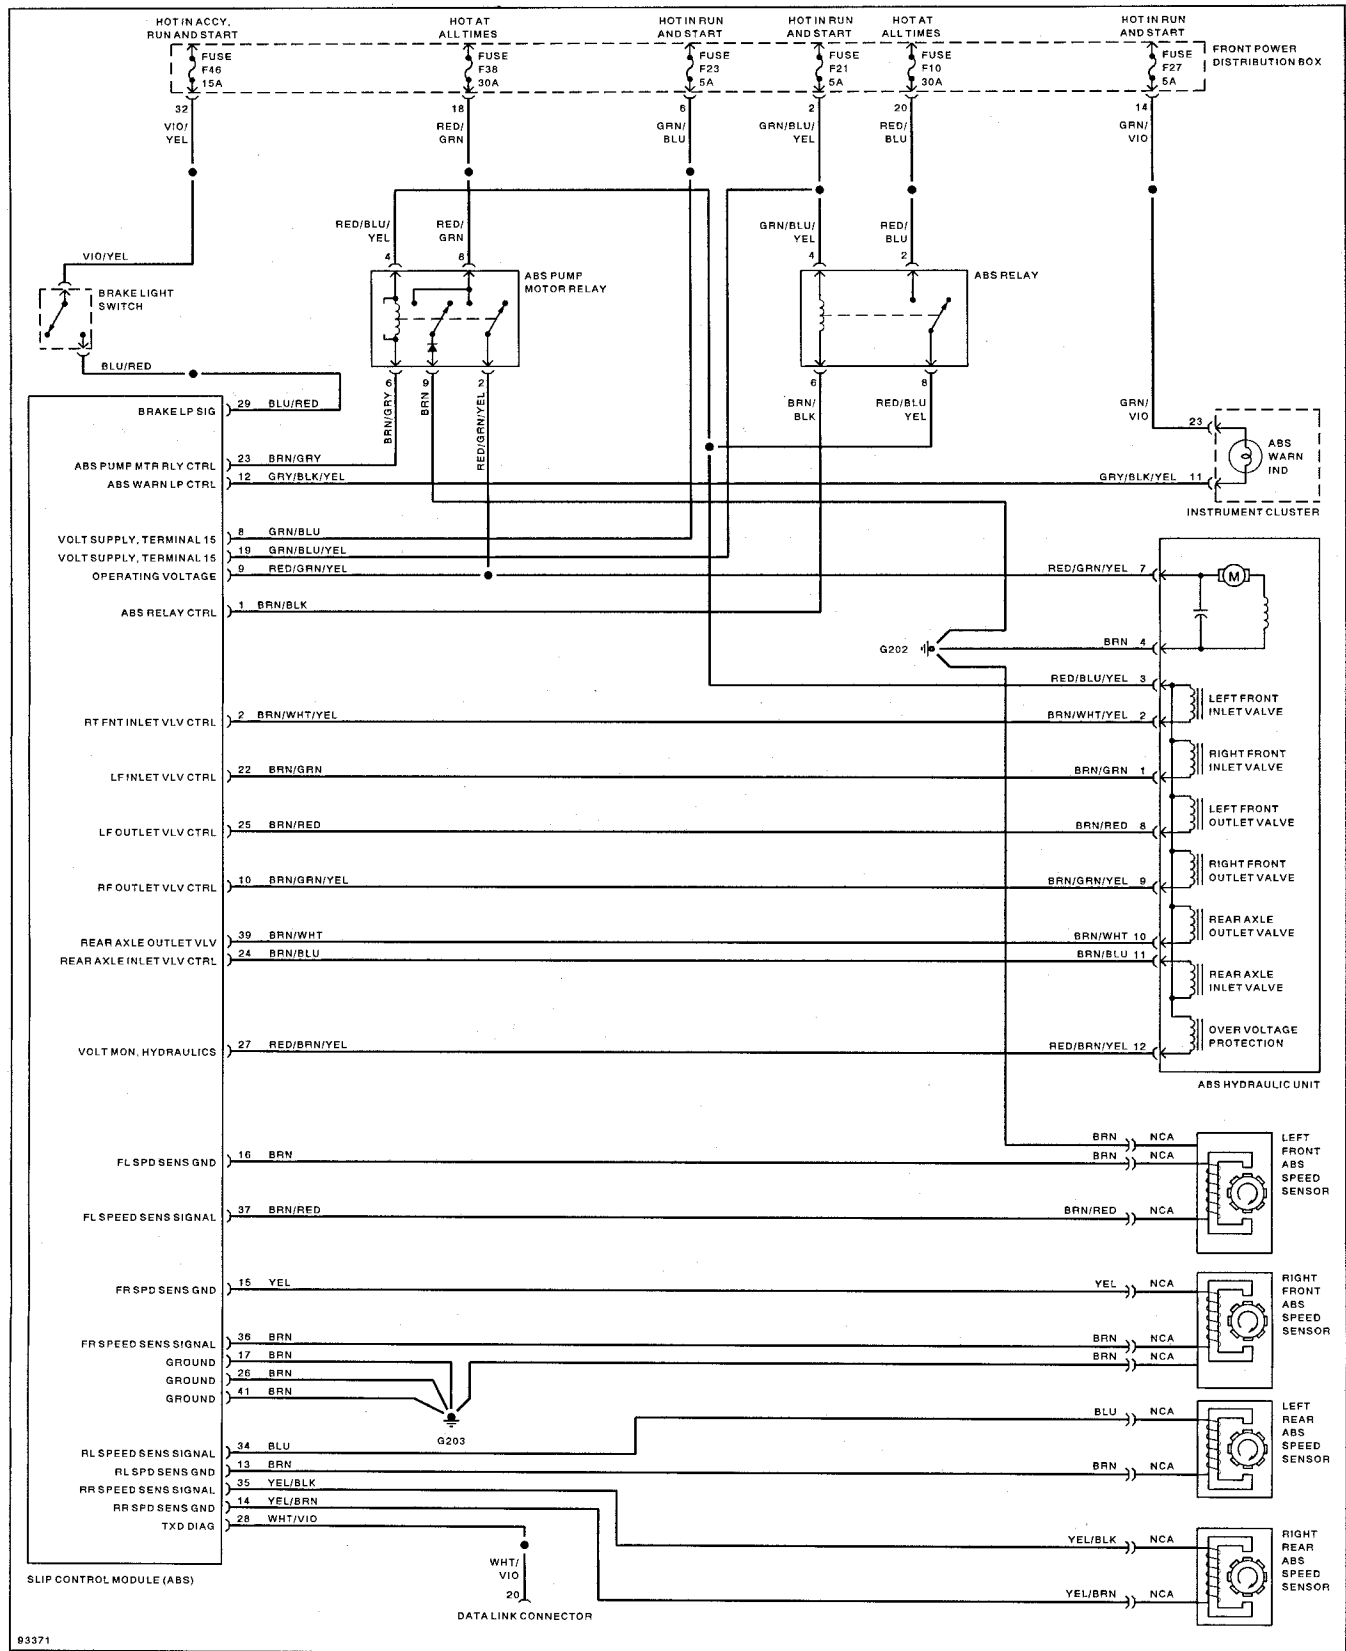 HOT IN ACCY,
RUN AND START
HOT AT
ALL TIMES
HOT IN RUN
AND START
HOT IN RUN
AND START
HOT AT
ALL TIMES
HOT IN RUN
AND START
FUSE
F46
15A
FUSE
F38
30A
FUSE
F23
5A
FUSE
F21
5A
FUSE
F10
30A
FUSE
F27
5A
FRONT POWER
DISTRIBUTION BOX
32
18
6
2
20
14
VIO/
YEL
RED/
GRN
GRN/
BLU
GRN/BLU/
YEL
RED/
BLU
GRN/
VIO
RED/BLU/
YEL
RED/
GRN
GRN/BLU/
YEL
RED/
BLU
4
8
4
2
VIO/YEL
BRAKE LIGHT
SWITCH
ABS PUMP
MOTOR RELAY
ABS RELAY
BLU/RED
6
9
2
6
8
BRN/GRY
BRN
RED/GRN/YEL
BRN/
BLK
RED/BLU
YEL
GRN/
VIO
23
ABS
WARN
IND
BRAKE LP SIG
29 BLU/RED
ABS PUMP MTR RLY CTRL
23 BRN/GRY
ABS WARN LP CTRL
12 GRY/BLK/YEL
GRY/BLK/YEL 11
INSTRUMENT CLUSTER
VOLT SUPPLY, TERMINAL 15
8 GRN/BLU
VOLT SUPPLY, TERMINAL 15
19 GRN/BLU/YEL
OPERATING VOLTAGE
9 RED/GRN/YEL
RED/GRN/YEL 7
M
ABS RELAY CTRL
1 BRN/BLK
G202
BRN 4
RED/BLU/YEL 3
LEFT FRONT
INLET VALVE
RT FNT INLET VLV CTRL
2 BRN/WHT/YEL
BRN/WHT/YEL 2
RIGHT FRONT
INLET VALVE
LF INLET VLV CTRL
22 BRN/GRN
BRN/GRN 1
LEFT FRONT
OUTLET VALVE
LF OUTLET VLV CTRL
25 BRN/RED
BRN/RED 8
RIGHT FRONT
OUTLET VALVE
RF OUTLET VLV CTRL
10 BRN/GRN/YEL
BRN/GRN/YEL 9
REAR AXLE
OUTLET VALVE
REAR AXLE OUTLET VLV
39 BRN/WHT
BRN/WHT 10
REAR AXLE INLET VLV CTRL
24 BRN/BLU
BRN/BLU 11
REAR AXLE
INLET VALVE
OVER VOLTAGE
PROTECTION
VOLT MON, HYDRAULICS
27 RED/BRN/YEL
RED/BRN/YEL 12
ABS HYDRAULIC UNIT
BRN NCA
FL SPD SENS GND
16 BRN
BRN NCA
FL SPEED SENS SIGNAL
37 BRN/RED
BRN/RED NCA
LEFT
FRONT
ABS
SPEED
SENSOR
FR SPD SENS GND
15 YEL
YEL NCA
FR SPEED SENS SIGNAL
36 BRN
BRN NCA
GROUND
17 BRN
BRN NCA
GROUND
26 BRN
GROUND
41 BRN
RIGHT
FRONT
ABS
SPEED
SENSOR
G203
RL SPEED SENS SIGNAL
34 BLU
BLU NCA
RL SPD SENS GND
13 BRN
BRN NCA
LEFT
REAR
ABS
SPEED
SENSOR
RR SPEED SENS SIGNAL
35 YEL/BLK
RR SPD SENS GND
14 YEL/BRN
TXD DIAG
28 WHT/VIO
YEL/BLK NCA
YEL/BRN NCA
RIGHT
REAR
ABS
SPEED
SENSOR
WHT/
VIO
20
DATA LINK CONNECTOR
SLIP CONTROL MODULE (ABS)
93371